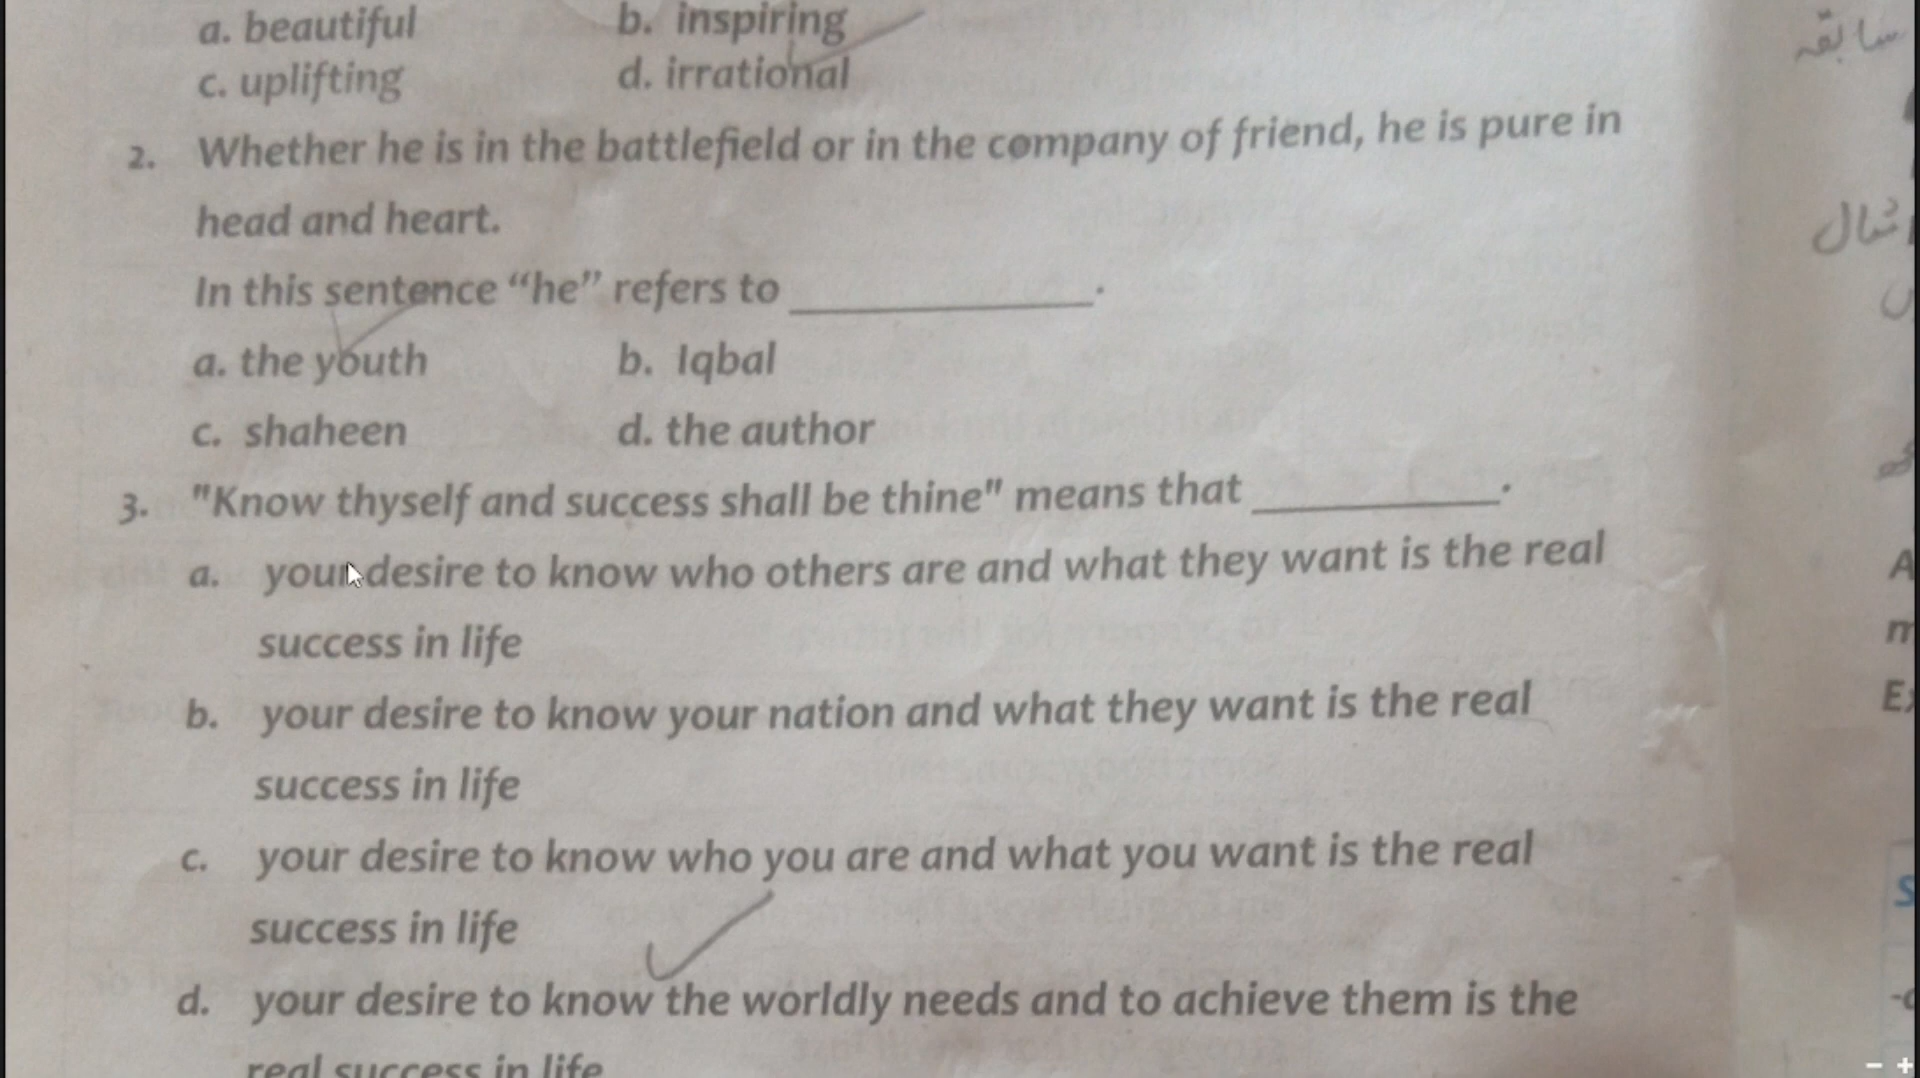 a. beautiful b. inspiring
c. uplifting d. irrational
2. Whether he is in the battlefield or in the company of friend, he is pure in
head and heart.
In this sentence “he” refers to ____________.
a. the youth b. Iqbal
c. shaheen d. the author
3. "Know thyself and success shall be thine" means that __________.
a. your desire to know who others are and what they want is the real
success in life
b. your desire to know your nation and what they want is the real
success in life
c. your desire to know who you are and what you want is the real
success in life
d. your desire to know the worldly needs and to achieve them is the
real success in life
سابقہ